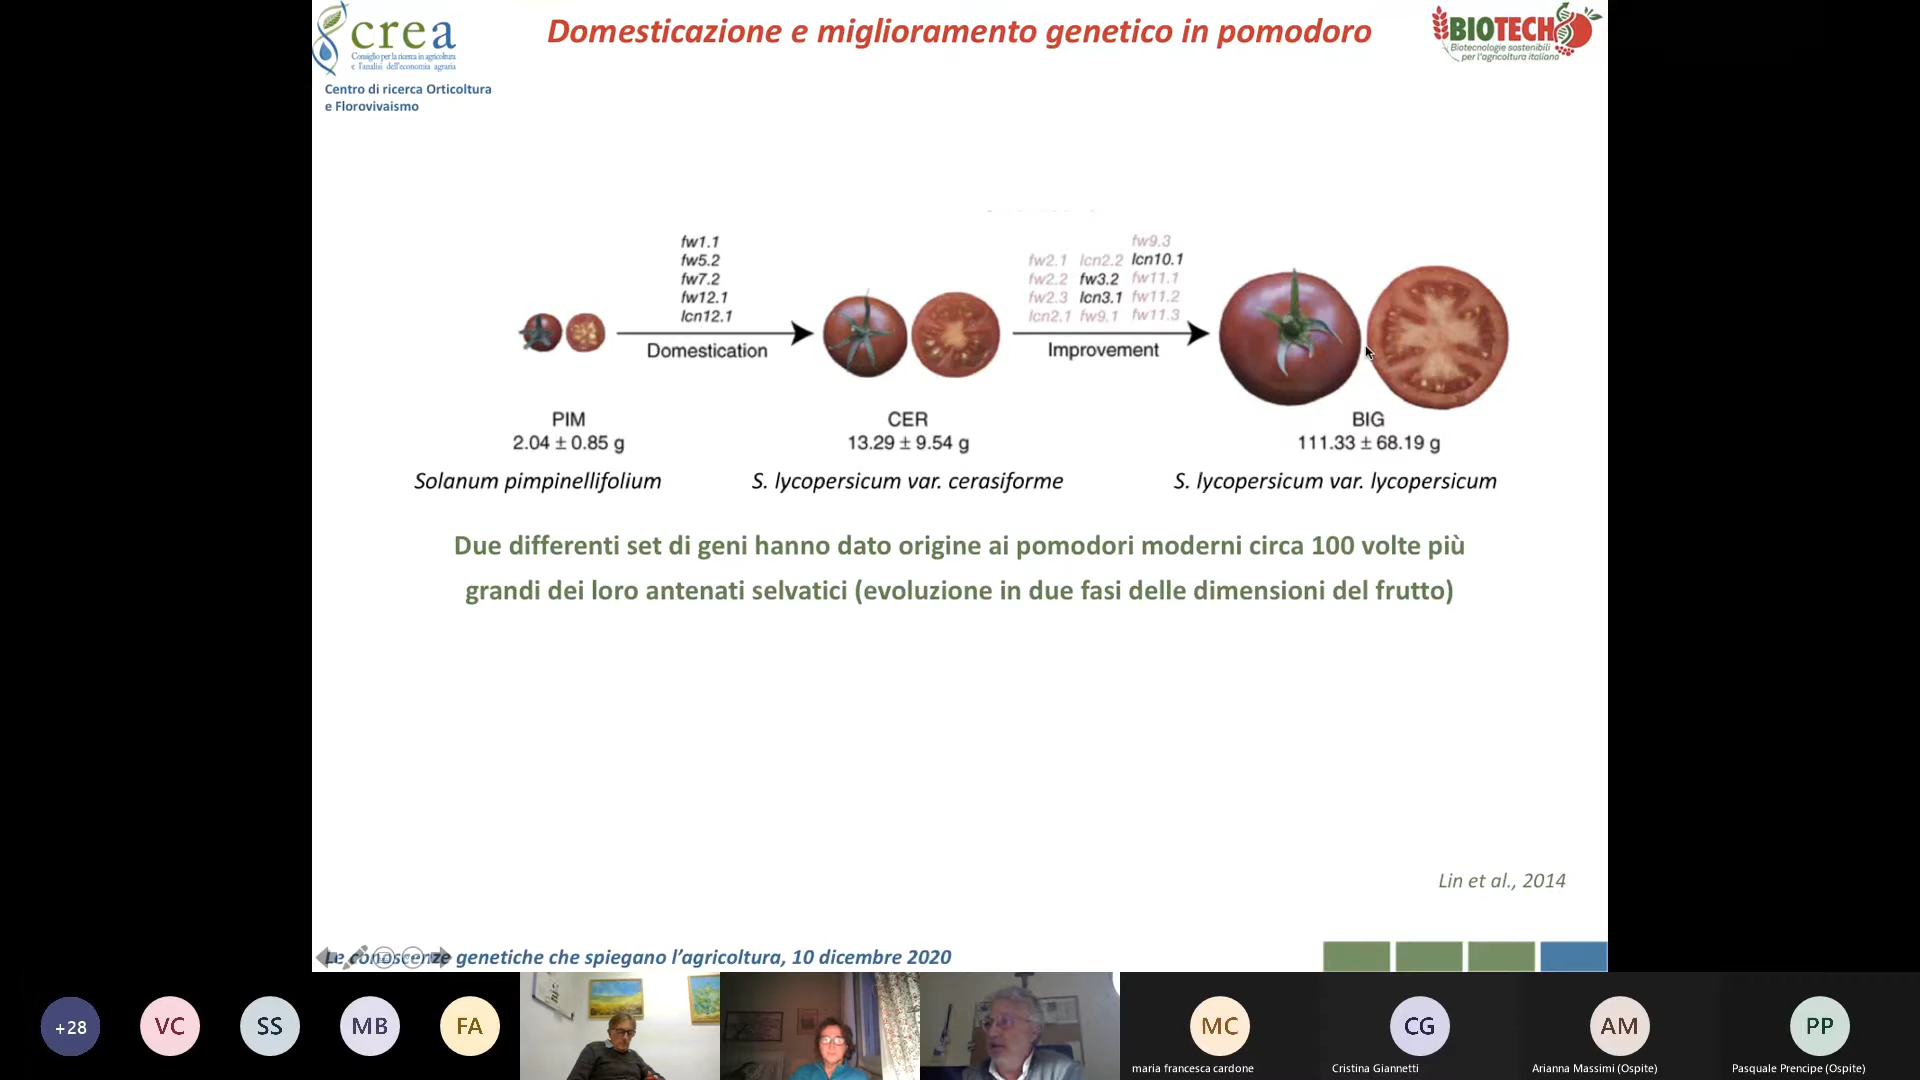 crea
Consiglio per la ricerca in agricoltura
e l'analisi dell'economia agraria
Centro di ricerca Orticoltura
e Florovivaismo
Domesticazione e miglioramento genetico in pomodoro
BIOTECH
Biotecnologie sostenibili
per l'agricoltura italiana
fw1.1
fw5.2
fw7.2
fw12.1
lcn12.1
Domestication
fw9.3
fw2.1 lcn2.2 lcn10.1
fw2.2 fw3.2 fw11.1
fw2.3 lcn3.1 fw11.2
lcn2.1 fw9.1 fw11.3
Improvement
PIM
2.04 ± 0.85 g
CER
13.29 ± 9.54 g
BIG
111.33 ± 68.19 g
Solanum pimpinellifolium
S. lycopersicum var. cerasiforme
S. lycopersicum var. lycopersicum
Due differenti set di geni hanno dato origine ai pomodori moderni circa 100 volte più
grandi dei loro antenati selvatici (evoluzione in due fasi delle dimensioni del frutto)
Lin et al., 2014
Le conoscenze genetiche che spiegano l'agricoltura, 10 dicembre 2020
+28
VC
SS
MB
FA
MC
CG
AM
PP
maria francesca cardone
Cristina Giannetti
Arianna Massimi (Ospite)
Pasquale Prencipe (Ospite)